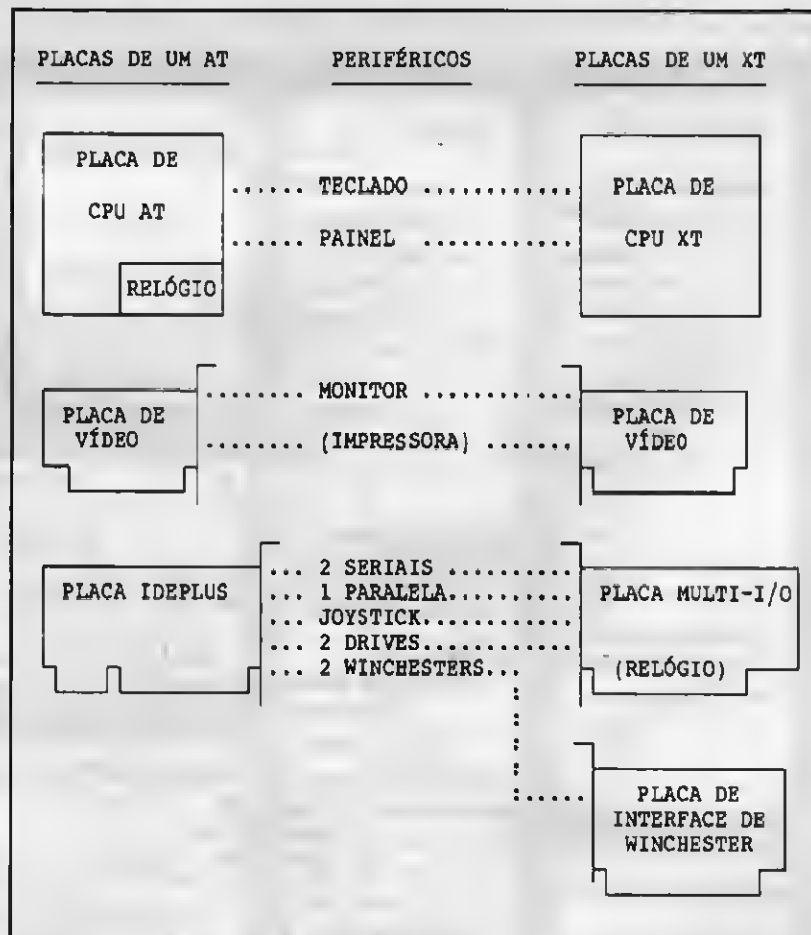 PLACAS DE UM AT PERIFÉRICOS PLACAS DE UM XT
PLACA DE
CPU AT
RELÓGIO
...... TECLADO ..........
...... PAINEL ..........
PLACA DE
CPU XT
PLACA DE
VÍDEO
....... MONITOR ..........
....... (IMPRESSORA) .......
PLACA DE
VÍDEO
PLACA IDEPLUS
... 2 SERIAIS .........
... 1 PARALELA.........
... JOYSTICK...........
... 2 DRIVES...........
... 2 WINCHESTERS...
PLACA MULTI-I/O
(RELÓGIO)
PLACA DE
INTERFACE DE
WINCHESTER